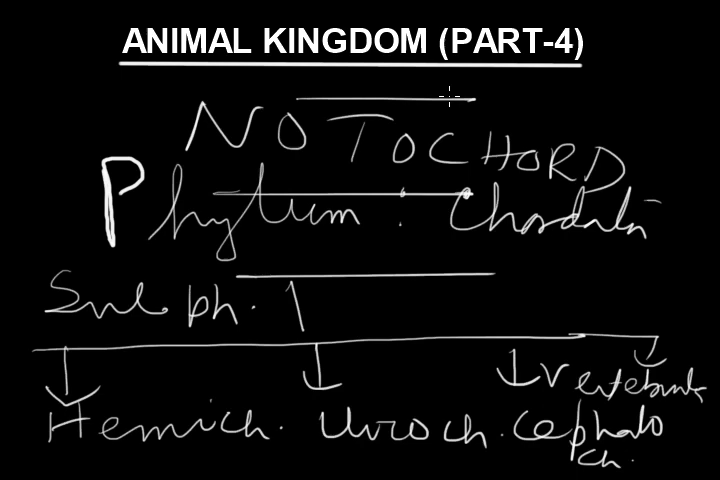 ANIMAL KINGDOM (PART-4)
NOTOCHORD
Phylum : Chordata
Sub ph. 1
Vertebrata
Hemich. Uroch. Cephalo
ch.